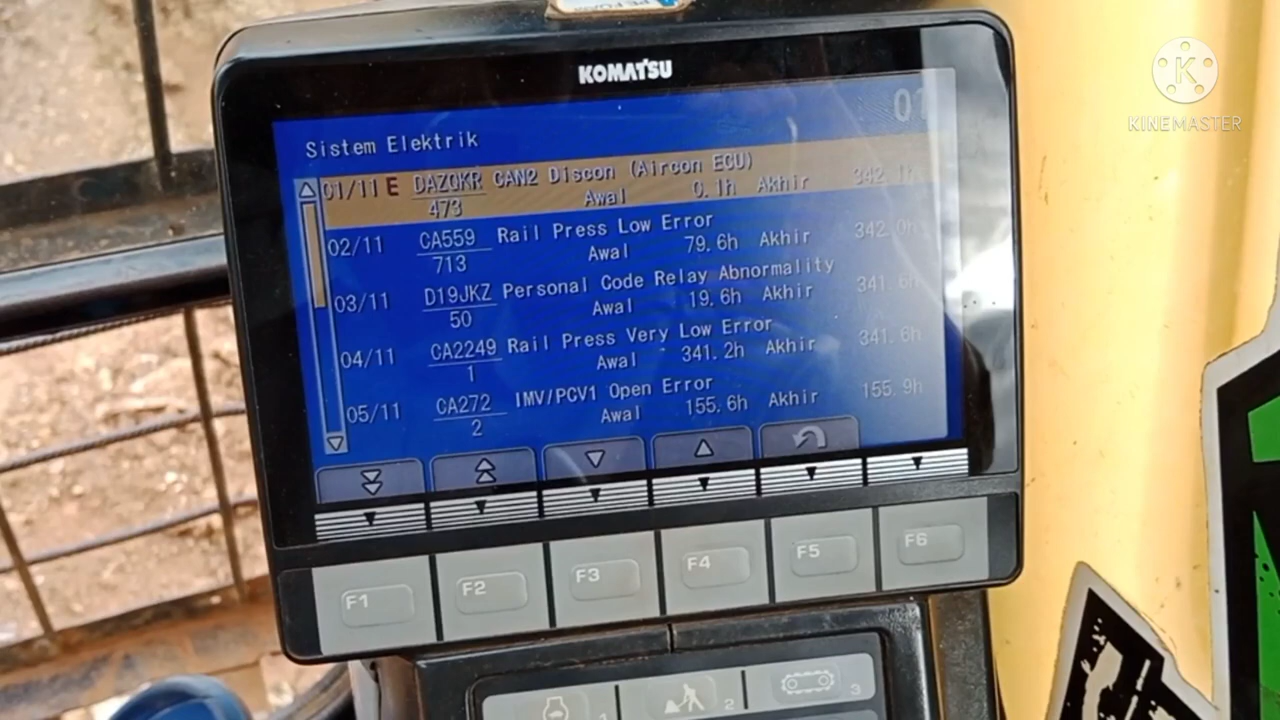 KOMATSU
KINEMASTER
Sistem Elektrik
01/11 E DAZQKR CAN2 Discon (Aircon ECU)
473 Awal 0.1h Akhir 342.1h
02/11 CA559 Rail Press Low Error
713 Awal 79.6h Akhir 342.0h
03/11 D19JKZ Personal Code Relay Abnormality
50 Awal 19.6h Akhir 341.6h
04/11 CA2249 Rail Press Very Low Error
1 Awal 341.2h Akhir 341.6h
05/11 CA272 IMV/PCV1 Open Error
2 Awal 155.6h Akhir 155.9h
F1 F2 F3 F4 F5 F6
1 2 3